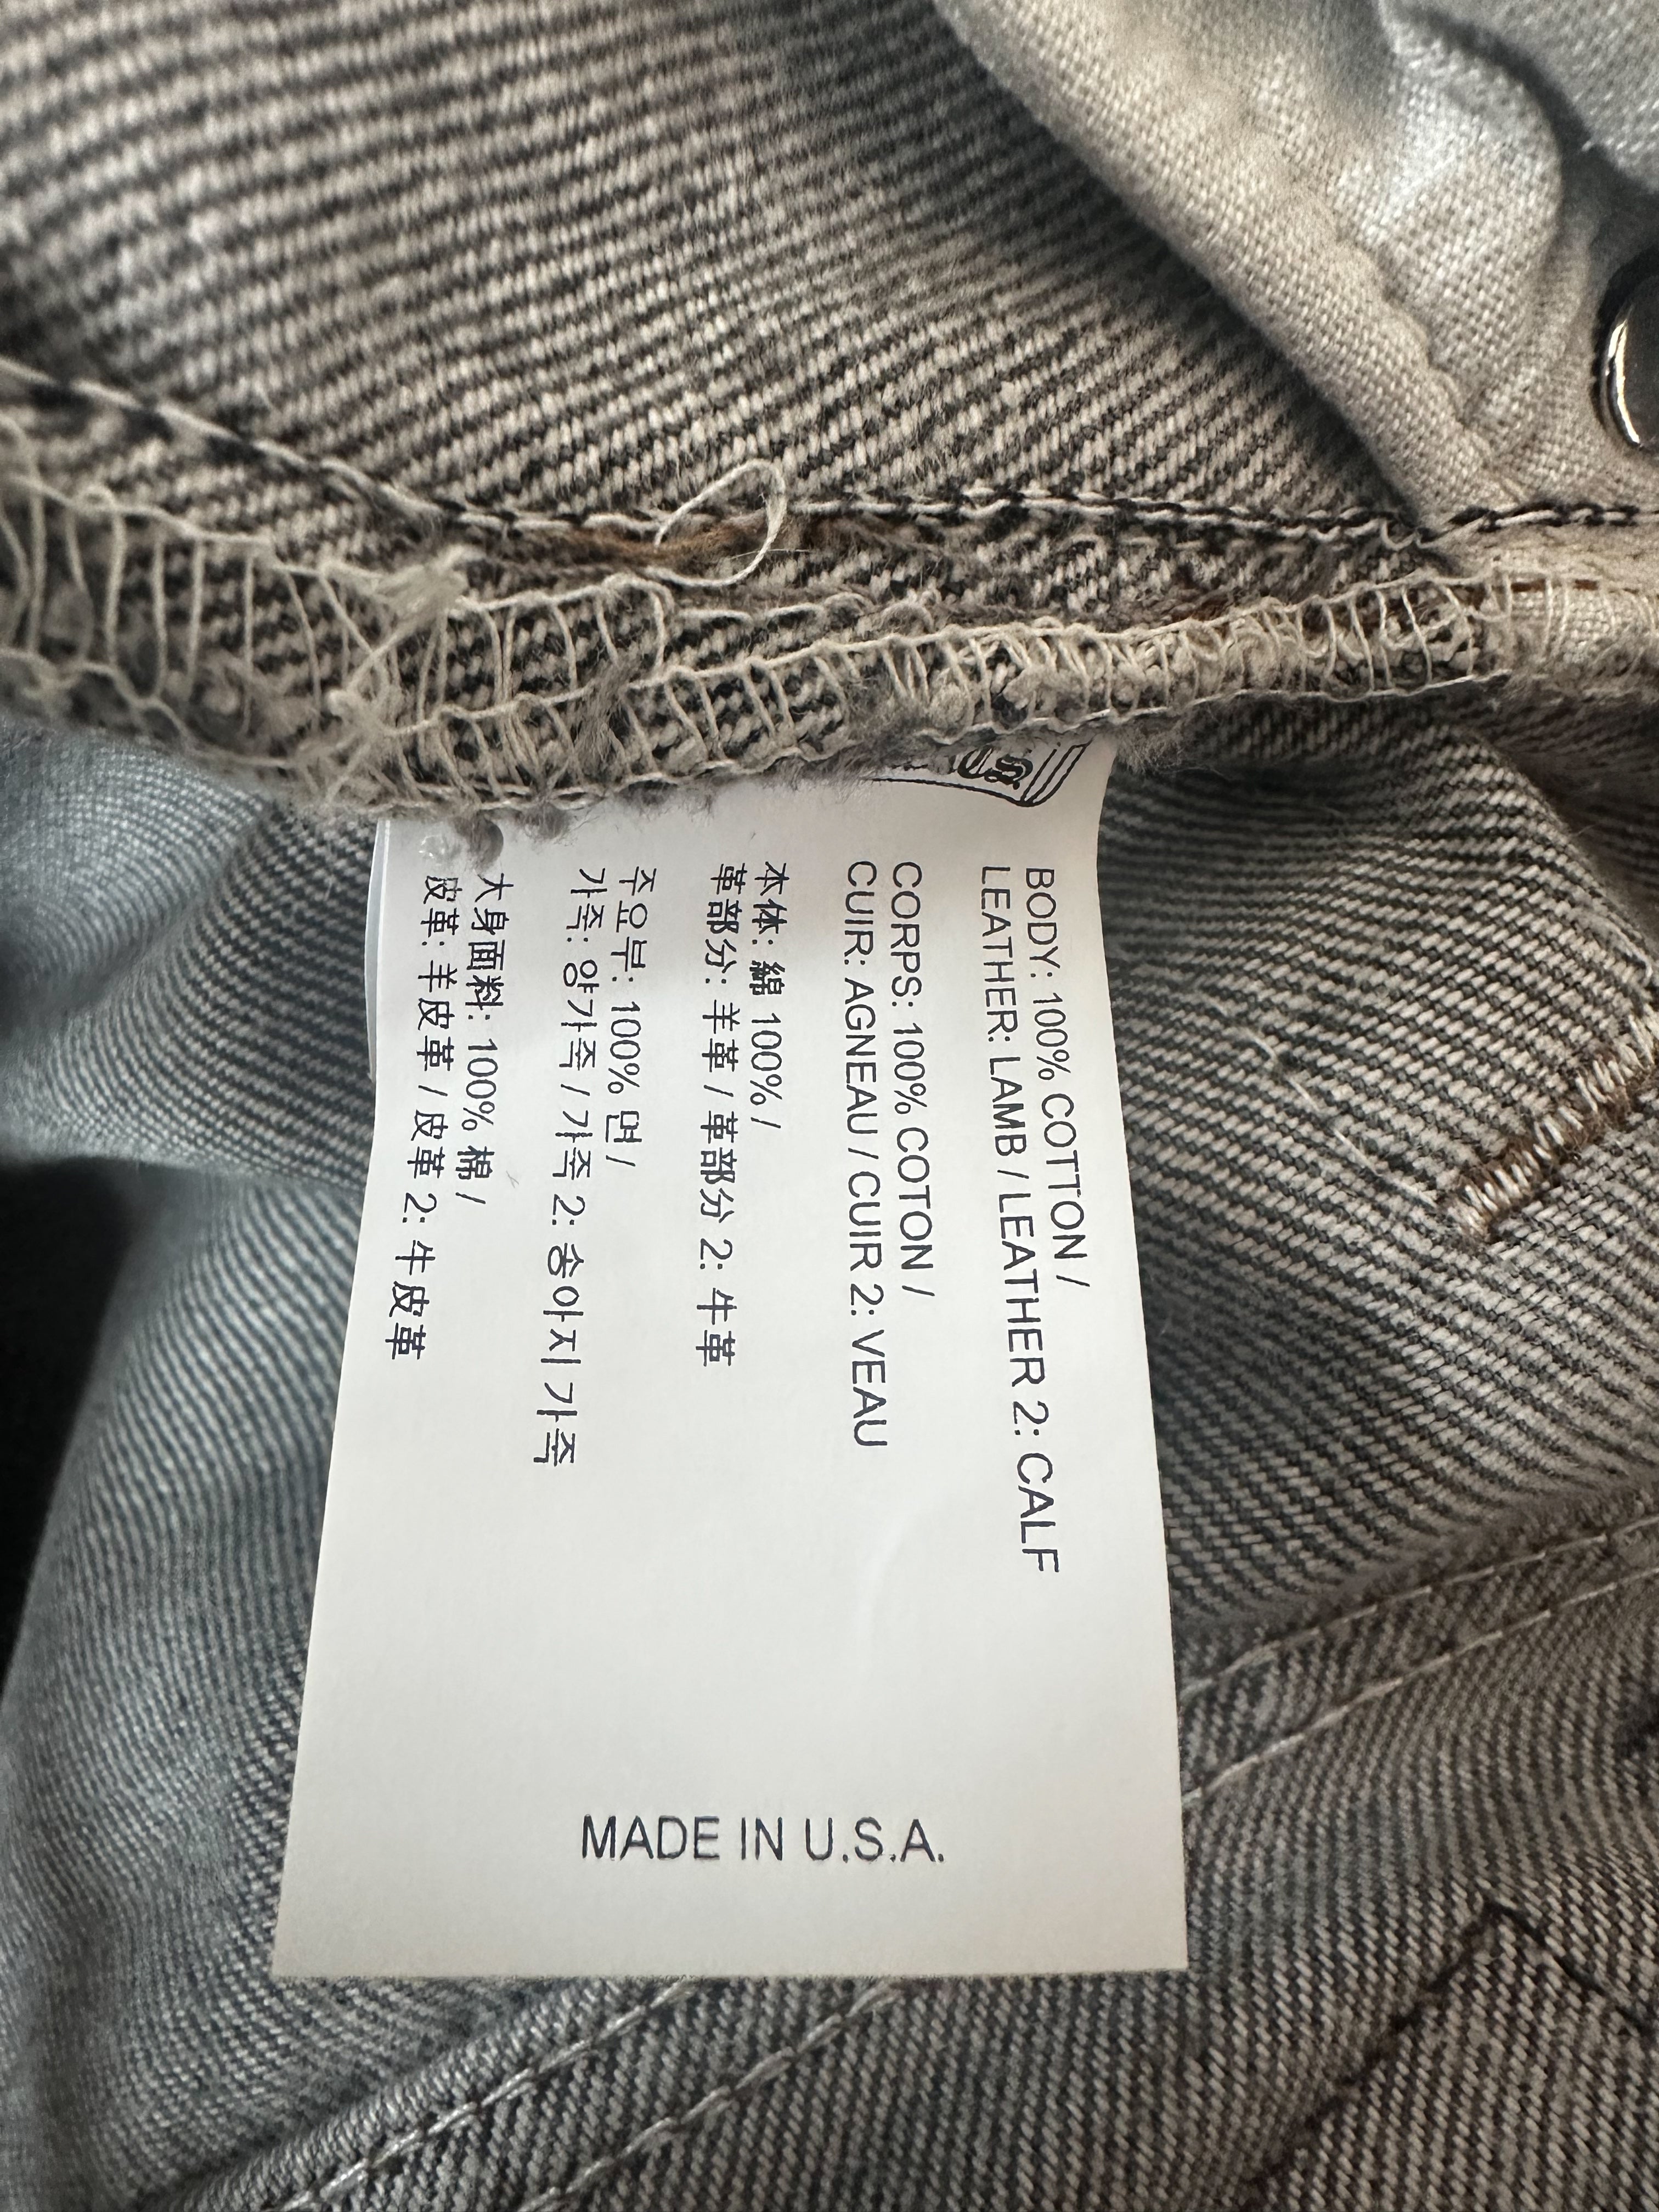 BODY: 100% COTTON /
LEATHER: LAMB / LEATHER 2: CALF
CORPS: 100% COTON /
CUIR: AGNEAU / CUIR 2: VEAU
本体: 綿 100% /
革部分: 羊革 / 革部分 2: 牛革
주요부: 100% 면 /
가죽: 양가죽 / 가죽 2: 송아지 가죽
大身面料: 100% 棉 /
皮革: 羊皮革 / 皮革 2: 牛皮革
MADE IN U.S.A.